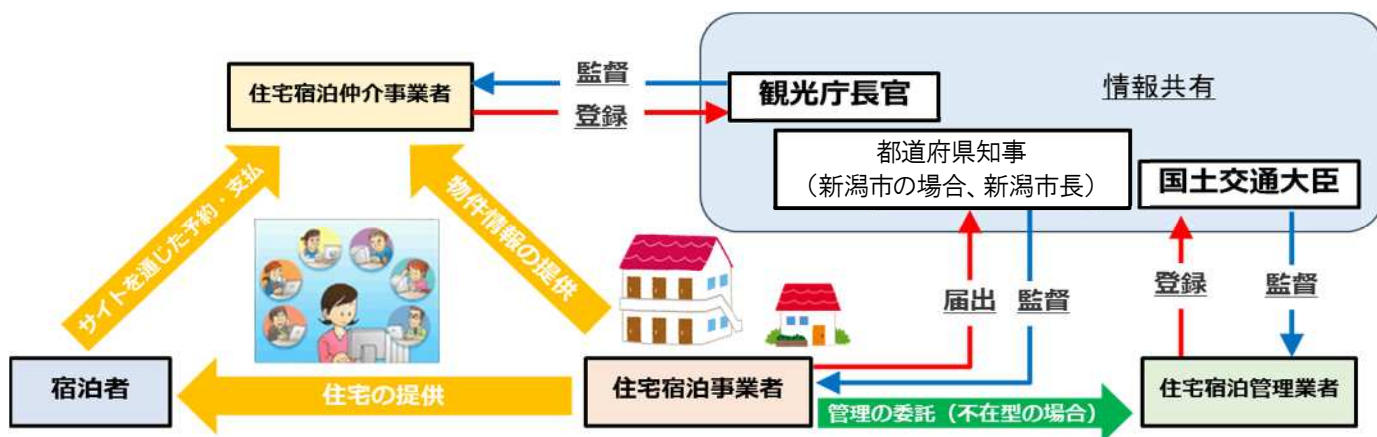 情報共有
監督
住宅宿泊仲介事業者
観光庁長官
登録
都道府県知事
（新潟市の場合、新潟市長）
国土交通大臣
サイトを通じた予約・支払
物件情報の提供
届出
監督
登録
監督
宿泊者
住宅の提供
住宅宿泊事業者
管理の委託（不在型の場合）
住宅宿泊管理業者